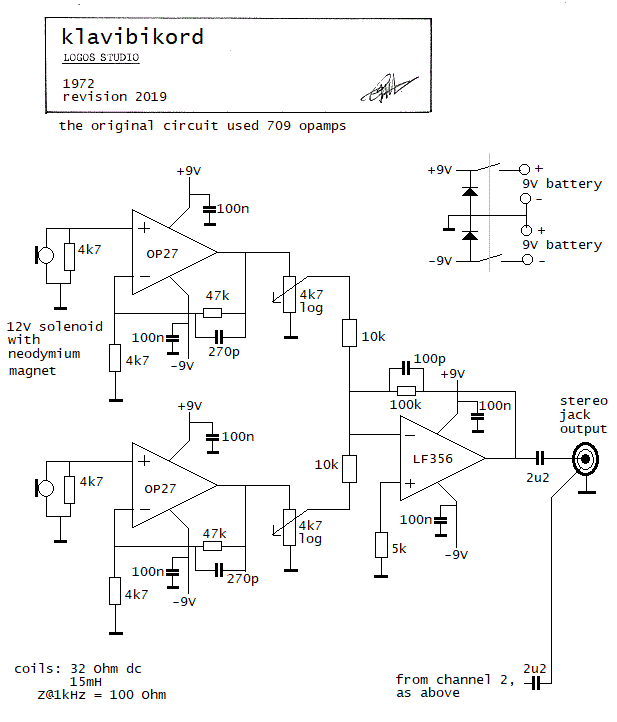 klavibikord
LOGOS STUDIO
1972
revision 2019
the original circuit used 709 opamps
+9V
100n
4k7
+
OP27
−
47k
4k7
log
12V solenoid
with
neodymium
magnet
100n
270p
4k7
−9V
+9V
+
9V battery
−
+
9V battery
−9V
−
10k
100p
+9V
100k
100n
stereo
jack
output
−
LF356
+
2u2
10k
100n
5k
−9V
+9V
100n
4k7
+
OP27
−
47k
4k7
log
100n
270p
4k7
−9V
coils: 32 Ohm dc
15mH
Z@1kHz = 100 Ohm
2u2
from channel 2,
as above